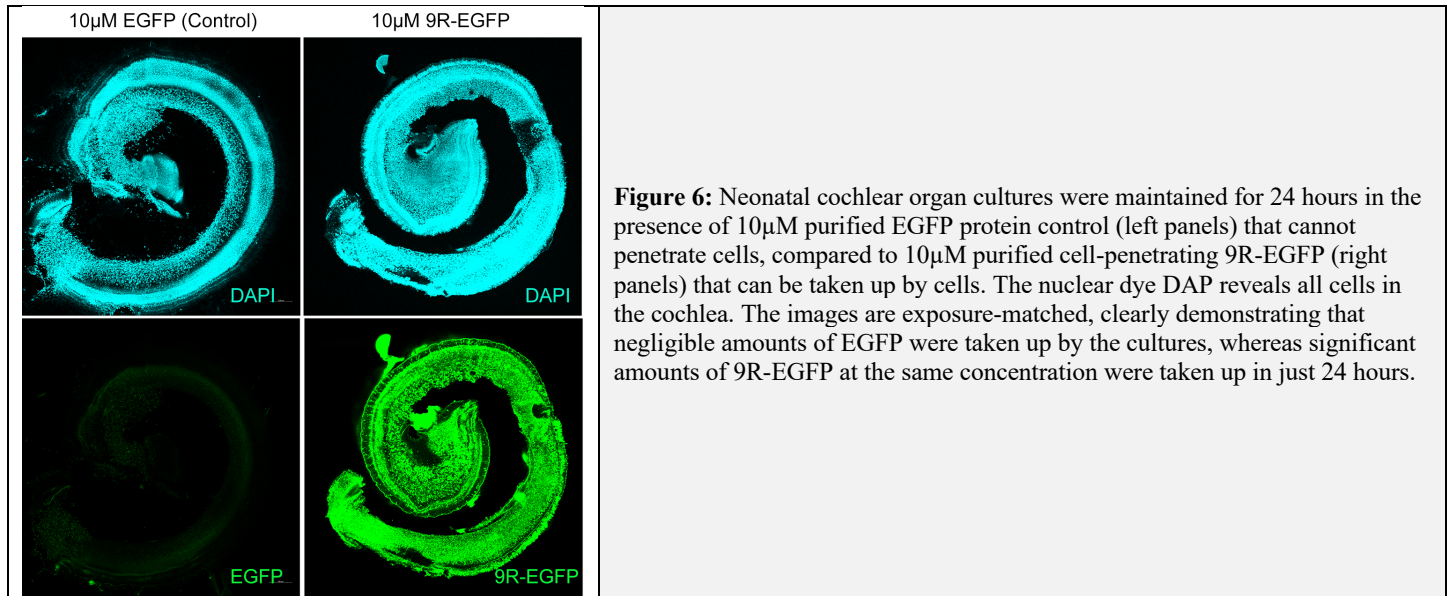 10µM EGFP (Control)
10µM 9R-EGFP
DAPI
DAPI
EGFP
9R-EGFP
Figure 6: Neonatal cochlear organ cultures were maintained for 24 hours in the
presence of 10µM purified EGFP protein control (left panels) that cannot
penetrate cells, compared to 10µM purified cell-penetrating 9R-EGFP (right
panels) that can be taken up by cells. The nuclear dye DAP reveals all cells in
the cochlea. The images are exposure-matched, clearly demonstrating that
negligible amounts of EGFP were taken up by the cultures, whereas significant
amounts of 9R-EGFP at the same concentration were taken up in just 24 hours.